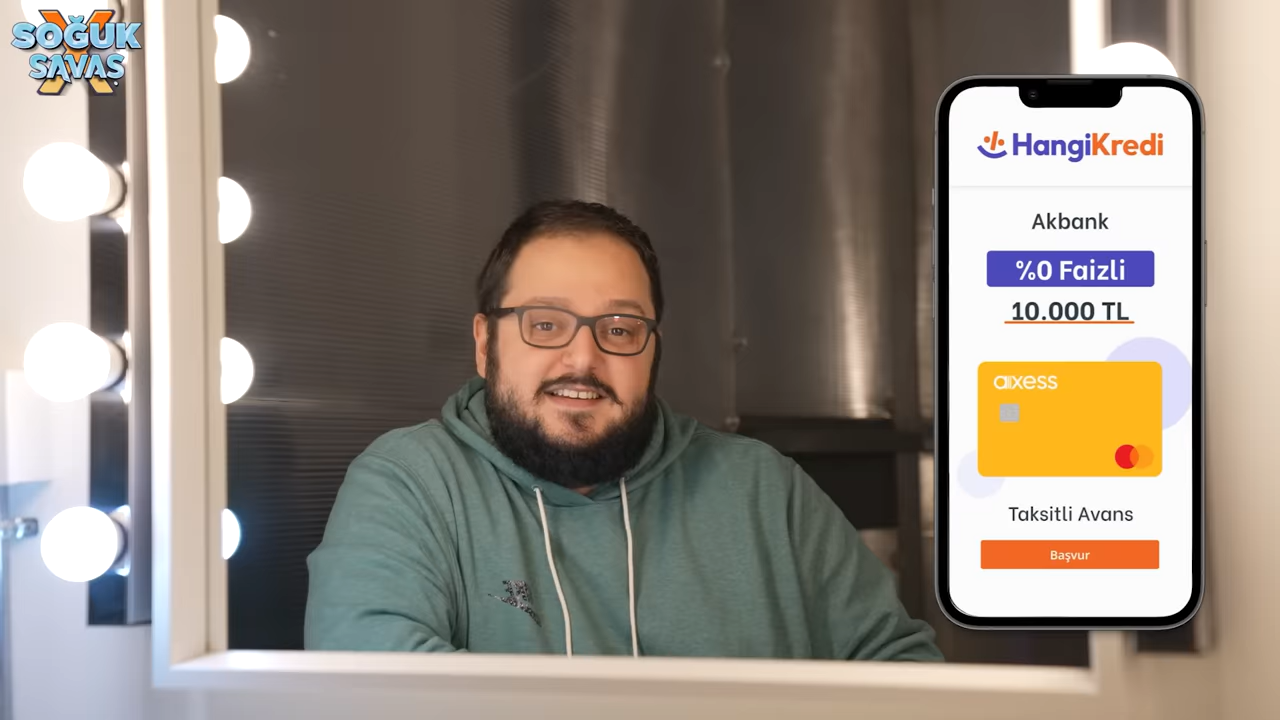 SOĞUK
SAVAŞ
HangiKredi
Akbank
%0 Faizli
10.000 TL
axess
Taksitli Avans
Başvur